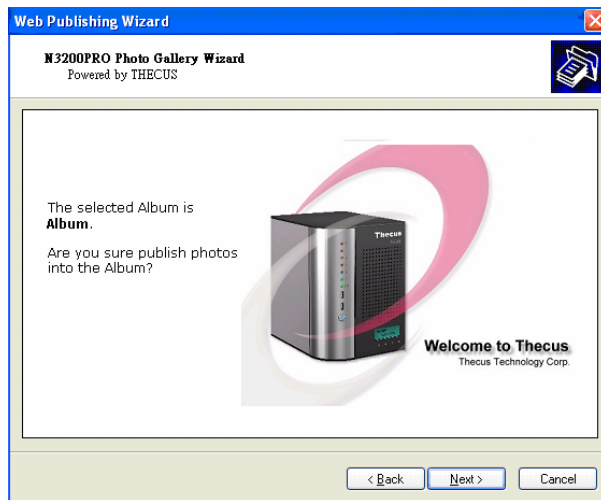 Web Publishing Wizard
N3200PRO Photo Gallery Wizard
Powered by THECUS
The selected Album is
Album.
Are you sure publish photos
into the Album?
Thecus
Welcome to Thecus
Thecus Technology Corp.
< Back
Next >
Cancel